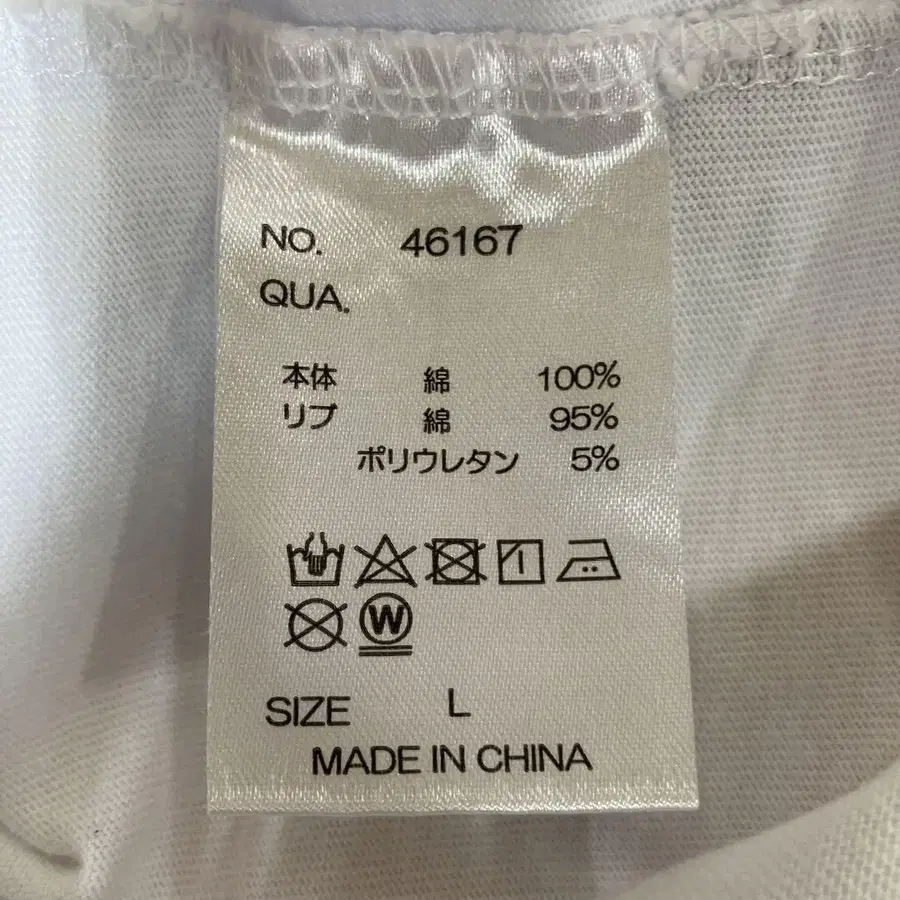 NO. 46167
QUA.
本体 綿 100%
リブ 綿 95%
ポリウレタン 5%
W
SIZE L
MADE IN CHINA